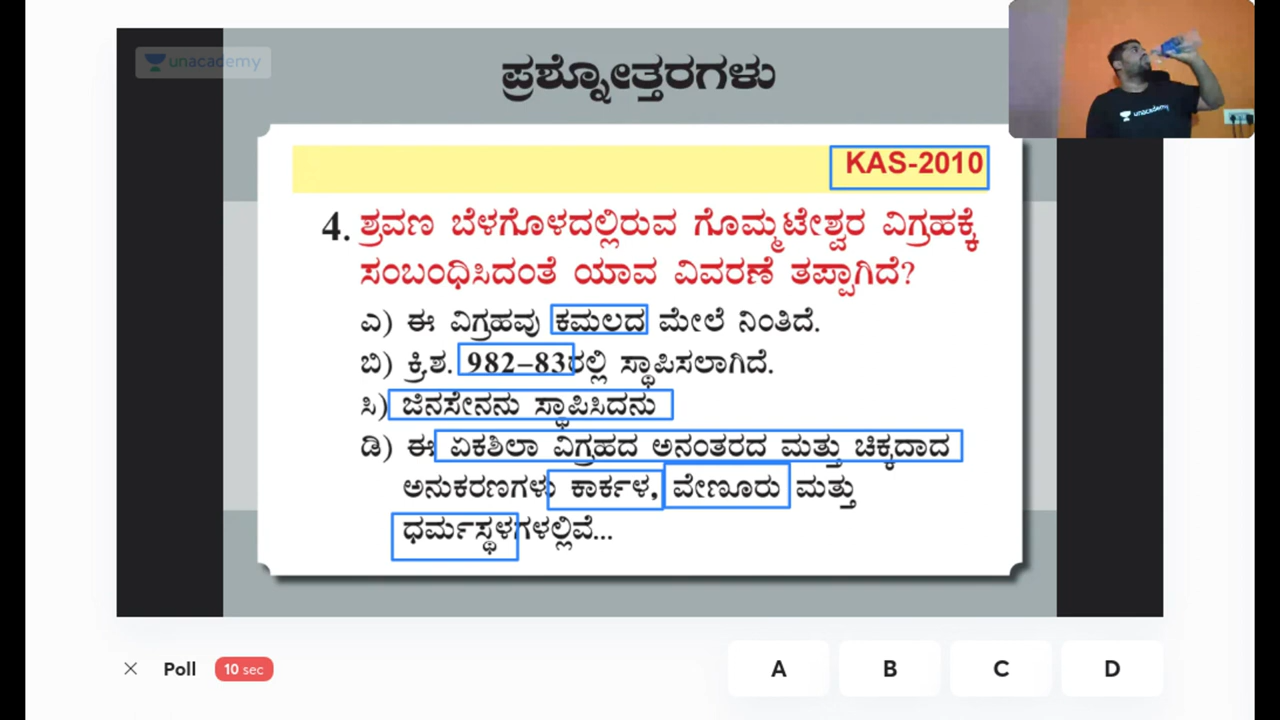 unacademy
ಪ್ರಶ್ನೋತ್ತರಗಳು
unacademy
KAS-2010
4. ಶ್ರವಣ ಬೆಳಗೊಳದಲ್ಲಿರುವ ಗೊಮ್ಮಟೇಶ್ವರ ವಿಗ್ರಹಕ್ಕೆ
ಸಂಬಂಧಿಸಿದಂತೆ ಯಾವ ವಿವರಣೆ ತಪ್ಪಾಗಿದೆ?
ಎ) ಈ ವಿಗ್ರಹವು ಕಮಲದ ಮೇಲೆ ನಿಂತಿದೆ.
ಬಿ) ಕ್ರಿ.ಶ. 982–83ರಲ್ಲಿ ಸ್ಥಾಪಿಸಲಾಗಿದೆ.
ಸಿ) ಜಿನಸೇನನು ಸ್ಥಾಪಿಸಿದನು
ಡಿ) ಈ ಏಕಶಿಲಾ ವಿಗ್ರಹದ ಅನಂತರದ ಮತ್ತು ಚಿಕ್ಕದಾದ
ಅನುಕರಣಗಳು ಕಾರ್ಕಳ, ವೇಣೂರು ಮತ್ತು
ಧರ್ಮಸ್ಥಳಗಳಲ್ಲಿವೆ...
Poll 10 sec A B C D